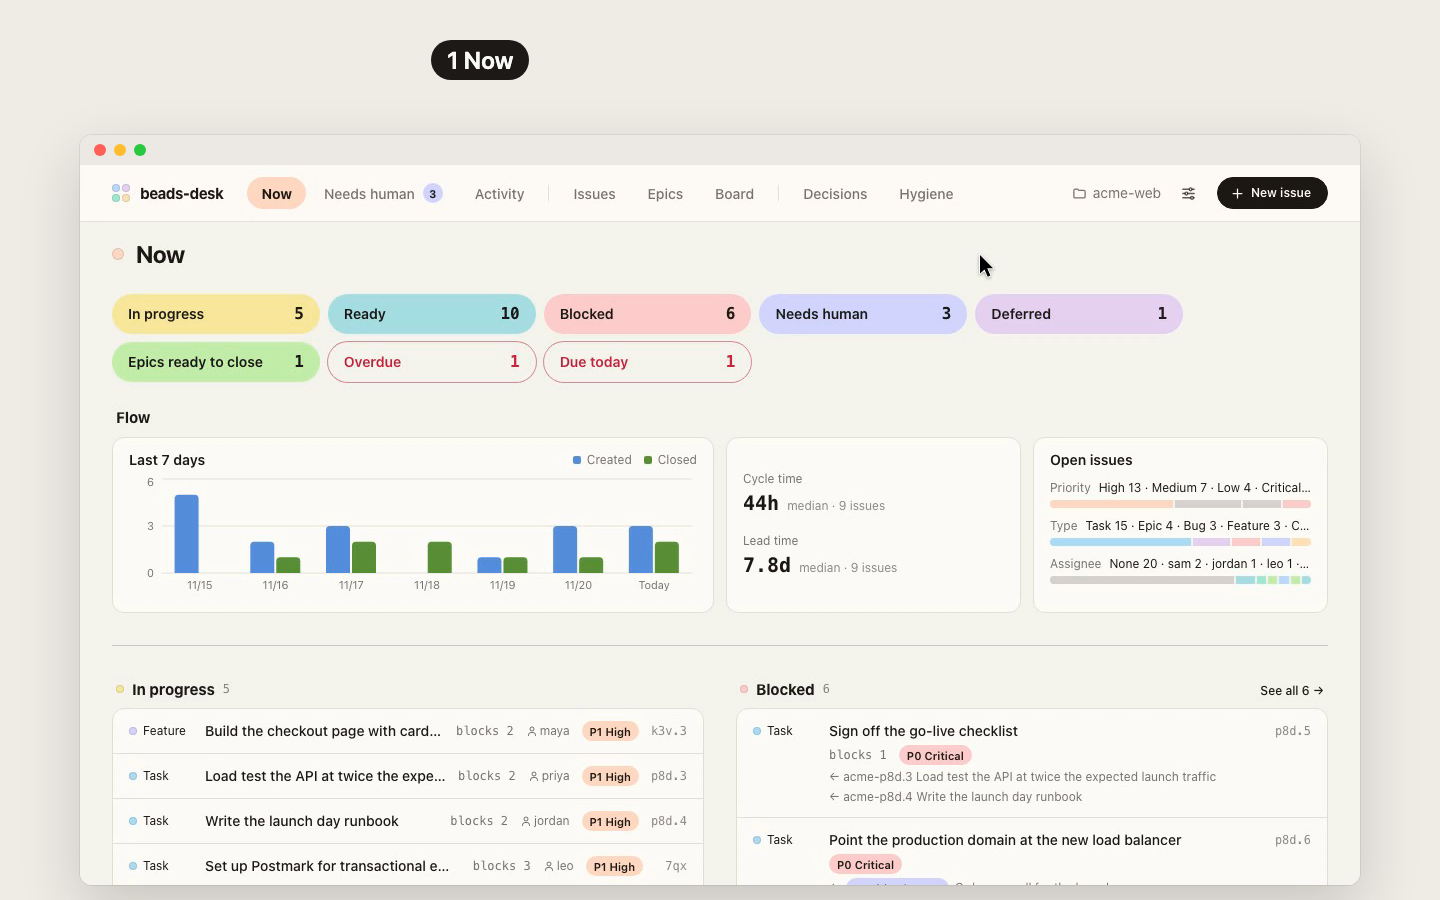 1 Now
beads-desk Now Needs human 3 Activity Issues Epics Board Decisions Hygiene acme-web + New issue
Now
In progress 5 Ready 10 Blocked 6 Needs human 3 Deferred 1
Epics ready to close 1 Overdue 1 Due today 1
Flow
Last 7 days Created Closed
6
3
0
11/15 11/16 11/17 11/18 11/19 11/20 Today
Cycle time
44h median · 9 issues
Lead time
7.8d median · 9 issues
Open issues
Priority High 13 · Medium 7 · Low 4 · Critical…
Type Task 15 · Epic 4 · Bug 3 · Feature 3 · C…
Assignee None 20 · sam 2 · jordan 1 · leo 1 ·…
In progress 5
Feature Build the checkout page with card… blocks 2 maya P1 High k3v.3
Task Load test the API at twice the expe… blocks 2 priya P1 High p8d.3
Task Write the launch day runbook blocks 2 jordan P1 High p8d.4
Task Set up Postmark for transactional e… blocks 3 leo P1 High 7qx
Blocked 6 See all 6 →
Task Sign off the go-live checklist p8d.5
blocks 1 P0 Critical
← acme-p8d.3 Load test the API at twice the expected launch traffic
← acme-p8d.4 Write the launch day runbook
Task Point the production domain at the new load balancer p8d.6
P0 Critical